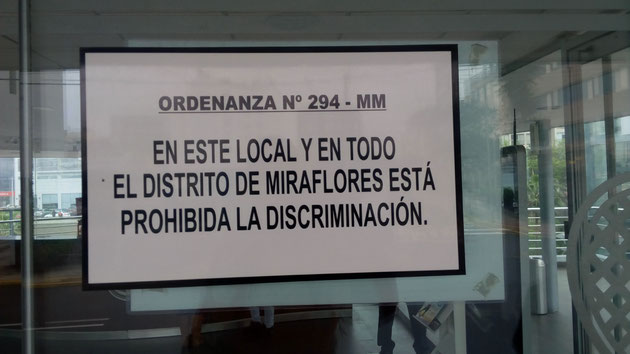 ORDENANZA Nº 294 - MM
EN ESTE LOCAL Y EN TODO
EL DISTRITO DE MIRAFLORES ESTÁ
PROHIBIDA LA DISCRIMINACIÓN.